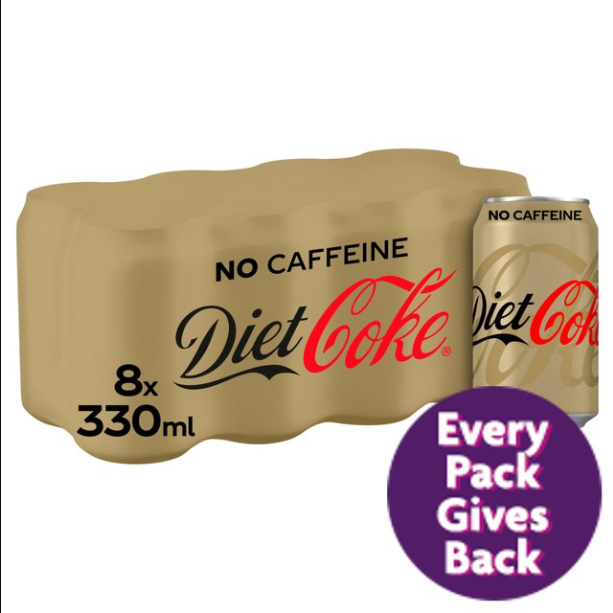 NO CAFFEINE
Diet Coke®
8x
330ml
NO CAFFEINE
Diet Coke
Every
Pack
Gives
Back